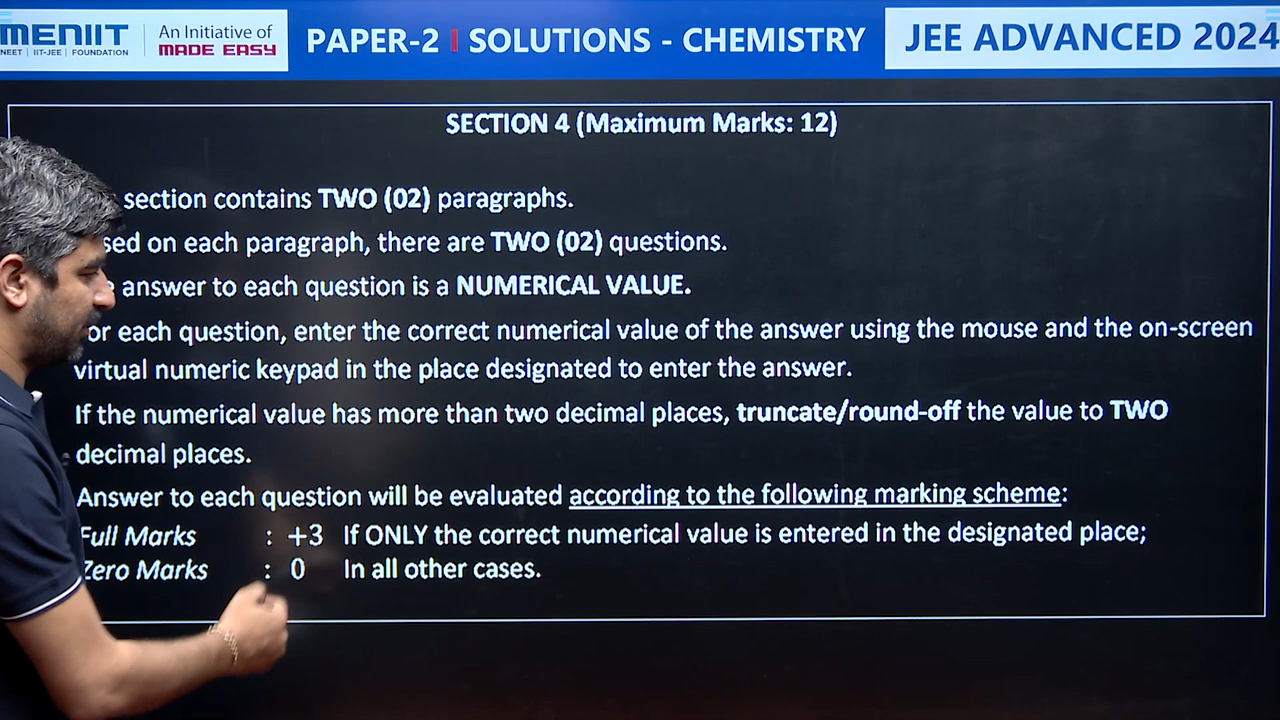 MENIIT
NEET | IIT-JEE | FOUNDATION
An Initiative of
MADE EASY
PAPER-2 | SOLUTIONS - CHEMISTRY
JEE ADVANCED 2024
SECTION 4 (Maximum Marks: 12)
section contains TWO (02) paragraphs.
sed on each paragraph, there are TWO (02) questions.
answer to each question is a NUMERICAL VALUE.
or each question, enter the correct numerical value of the answer using the mouse and the on-screen
virtual numeric keypad in the place designated to enter the answer.
If the numerical value has more than two decimal places, truncate/round-off the value to TWO
decimal places.
Answer to each question will be evaluated according to the following marking scheme:
Full Marks : +3 If ONLY the correct numerical value is entered in the designated place;
Zero Marks : 0 In all other cases.